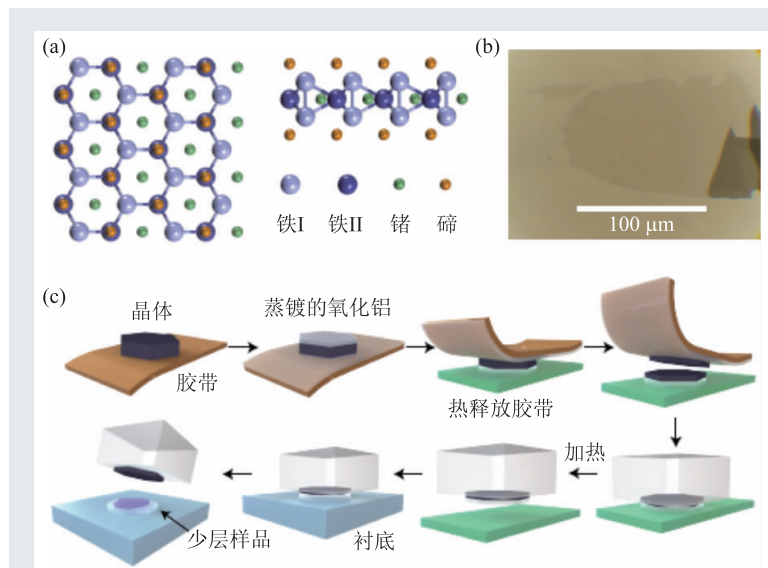 (a)
铁I 铁II 锗 碲
(b)
100 μm
(c)
晶体
胶带
蒸镀的氧化铝
热释放胶带
加热
衬底
少层样品